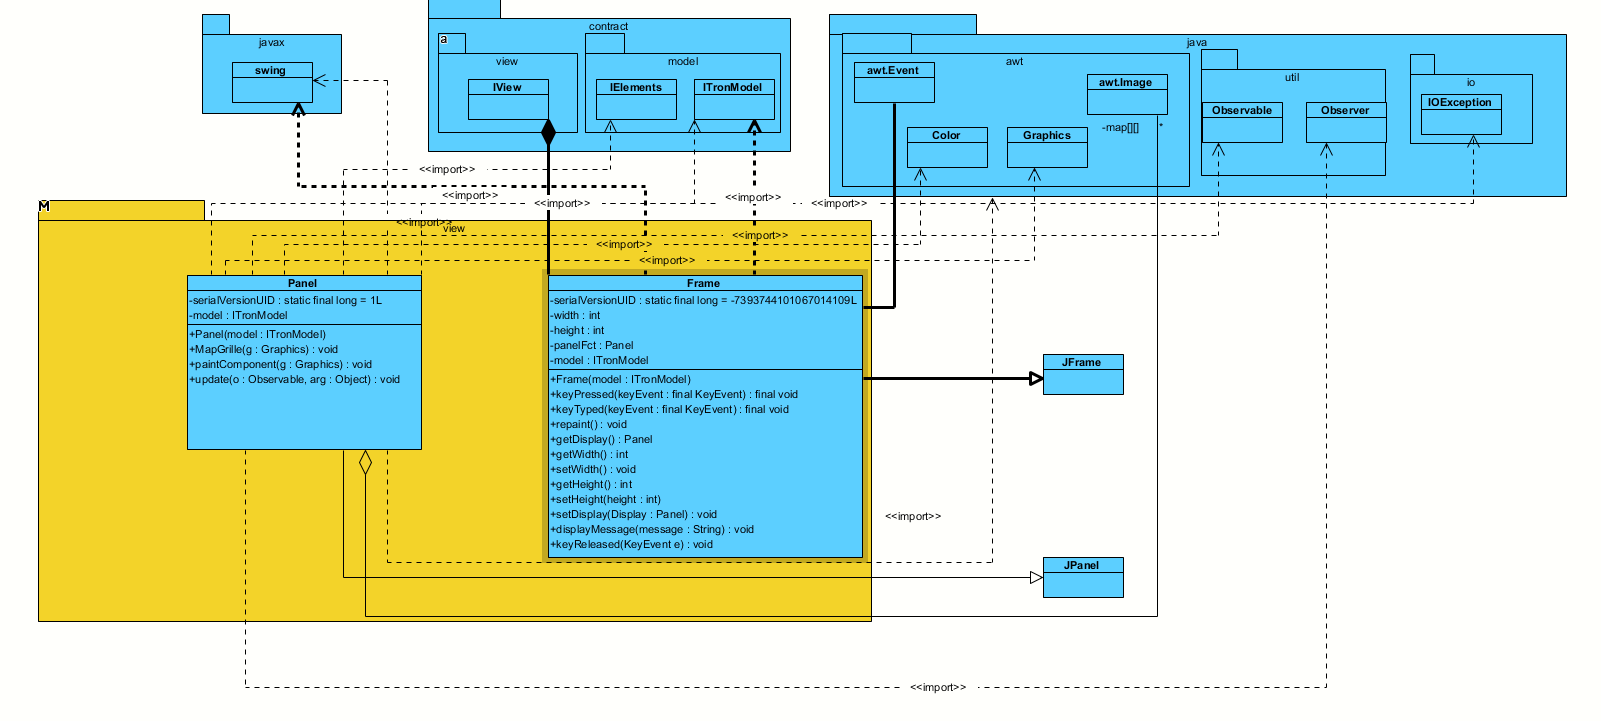 javax
swing
contract
a
view
IView
model
IElements
ITronModel
java
awt
awt.Event
awt.Image
-map[][]
*
Color
Graphics
util
Observable
Observer
io
IOException
<<import>>
<<import>>
<<import>>
<<import>>
<<import>>
<<import>>
view
<<import>>
<<import>>
<<import>>
M
Panel
-serialVersionUID : static final long = 1L
-model : ITronModel
+Panel(model : ITronModel)
+MapGrille(g : Graphics) : void
+paintComponent(g : Graphics) : void
+update(o : Observable, arg : Object) : void
Frame
-serialVersionUID : static final long = -7393744101067014109L
-width : int
-height : int
-panelFct : Panel
-model : ITronModel
+Frame(model : ITronModel)
+keyPressed(keyEvent : final KeyEvent) : final void
+keyTyped(keyEvent : final KeyEvent) : final void
+repaint() : void
+getDisplay() : Panel
+getWidth() : int
+setWidth() : void
+getHeight() : int
+setHeight(height : int)
+setDisplay(Display : Panel) : void
+displayMessage(message : String) : void
+keyReleased(KeyEvent e) : void
JFrame
<<import>>
JPanel
<<import>>